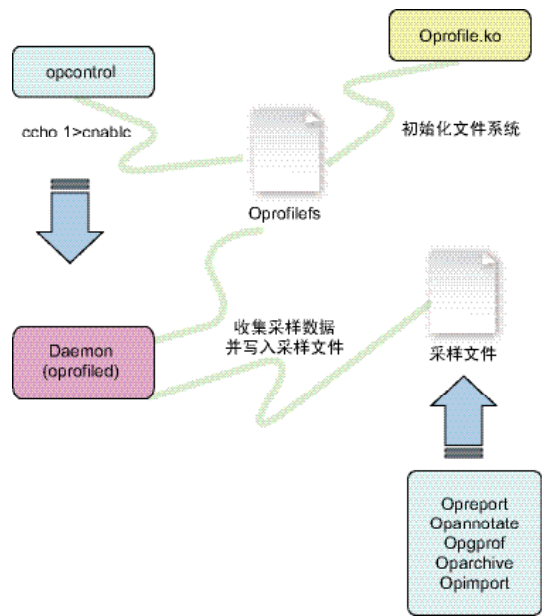 Oprofile.ko
opcontrol
echo 1>enable
初始化文件系统
Oprofilefs
收集采样数据
并写入采样文件
Daemon
(oprofiled)
采样文件
Opreport
Opannotate
Opgprof
Oparchive
Opimport